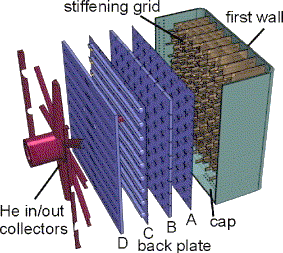 stiffening grid
first wall
He in/out
collectors
cap
D C B A
back plate